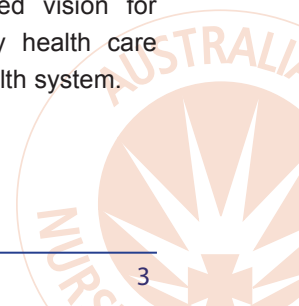 ed vision for
y health care
lth system.
AUSTRALIA
NURS
3